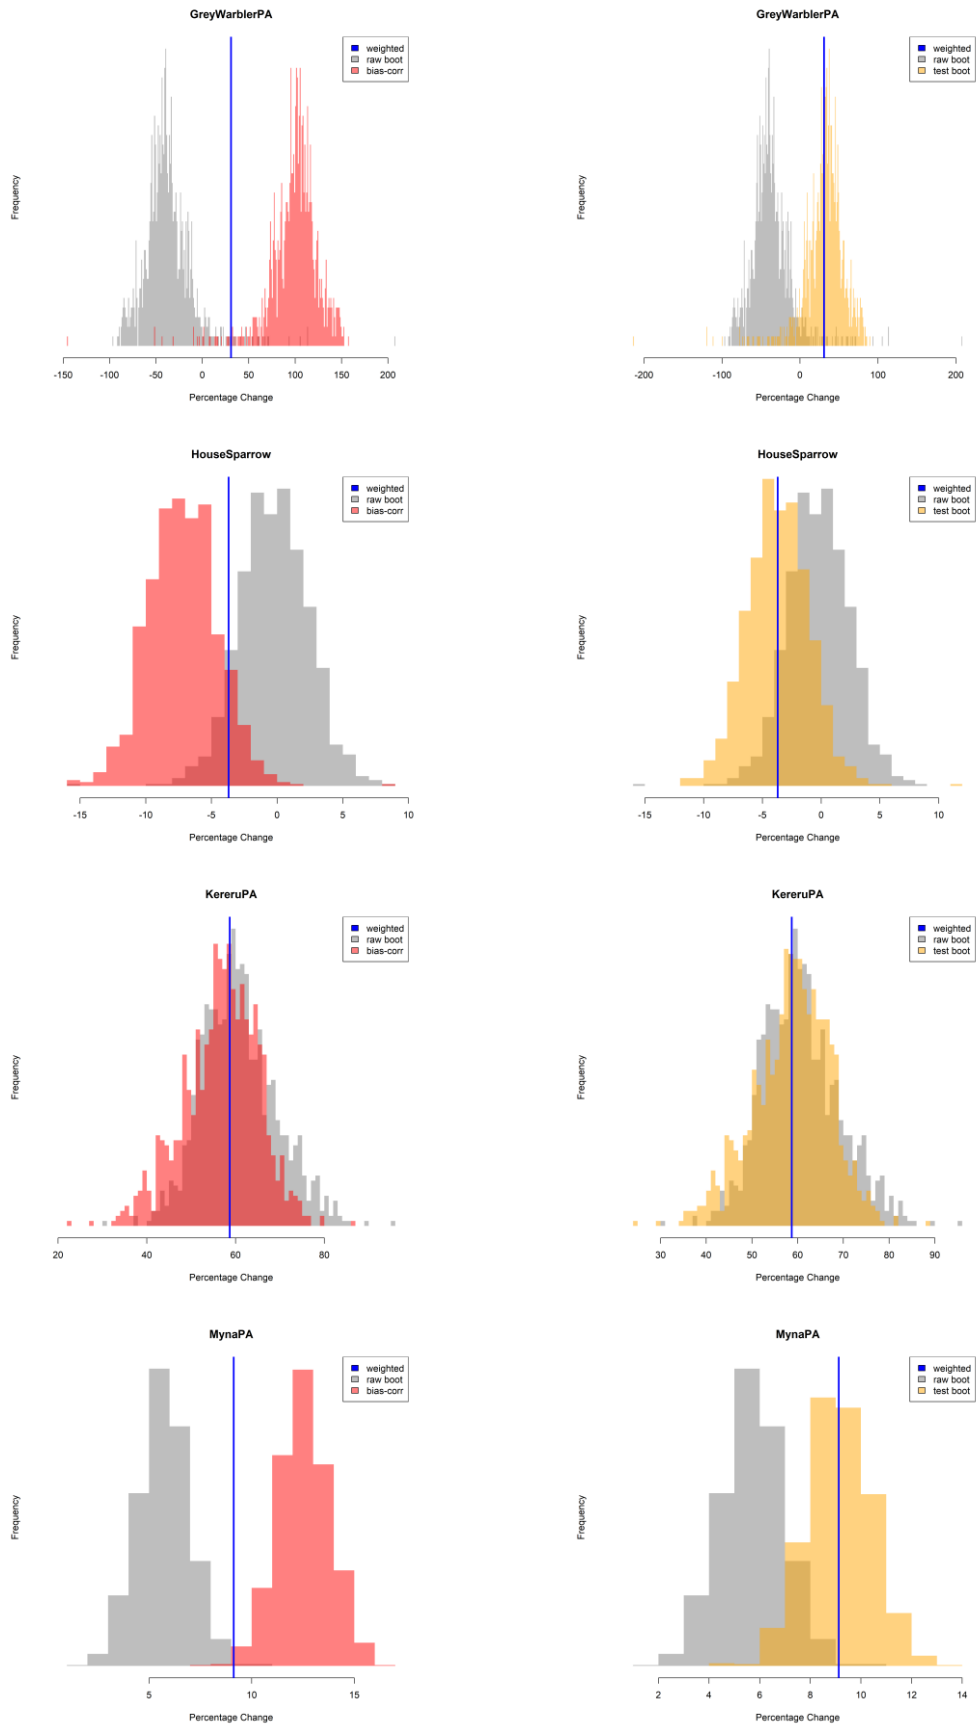 GreyWarblerPA
weighted
raw boot
bias-corr
Frequency
-150 -100 -50 0 50 100 150 200
Percentage Change
GreyWarblerPA
weighted
raw boot
test boot
Frequency
-200 -100 0 100 200
Percentage Change
HouseSparrow
weighted
raw boot
bias-corr
Frequency
-15 -10 -5 0 5 10
Percentage Change
HouseSparrow
weighted
raw boot
test boot
Frequency
-15 -10 -5 0 5 10
Percentage Change
KereruPA
weighted
raw boot
bias-corr
Frequency
20 40 60 80
Percentage Change
KereruPA
weighted
raw boot
test boot
Frequency
30 40 50 60 70 80 90
Percentage Change
MynaPA
weighted
raw boot
bias-corr
Frequency
5 10 15
Percentage Change
MynaPA
weighted
raw boot
test boot
Frequency
2 4 6 8 10 12 14
Percentage Change